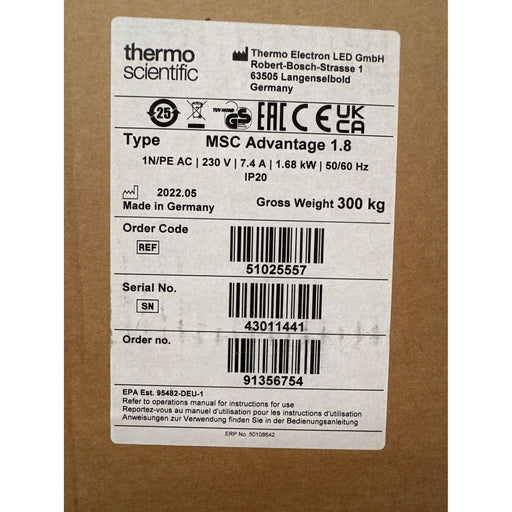 thermo
scientific
Thermo Electron LED GmbH
Robert-Bosch-Strasse 1
63505 Langenselbold
Germany
25
TUV NORD
GS
EAC CE UK CA
Type MSC Advantage 1.8
1N/PE AC | 230 V | 7.4 A | 1.68 kW | 50/60 Hz
IP20
2022.05
Made in Germany
Gross Weight 300 kg
Order Code
REF
51025557
Serial No.
SN
43011441
Order no.
91356754
EPA Est. 95482-DEU-1
Refer to operations manual for instructions for use
Reportez-vous au manuel d'utilisation pour les instructions d'utilisation
Anweisungen zur Verwendung finden Sie in der Bedienungsanleitung
ERP No. 50108642